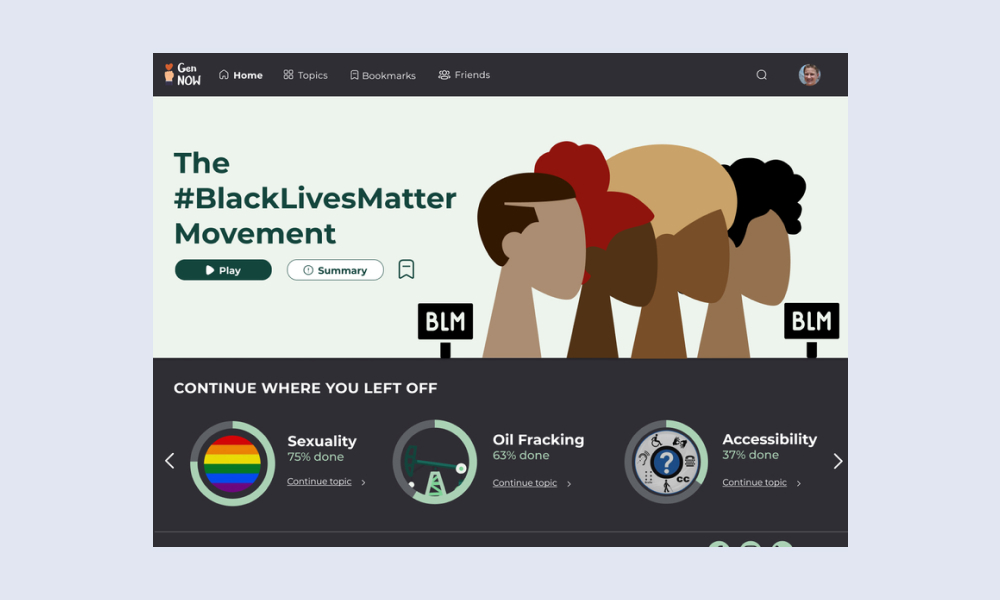 Gen
NOW
Home
Topics
Bookmarks
Friends
The
#BlackLivesMatter
Movement
Play
Summary
BLM
BLM
CONTINUE WHERE YOU LEFT OFF
Sexuality
75% done
Continue topic
Oil Fracking
63% done
Continue topic
?
CC
Accessibility
37% done
Continue topic